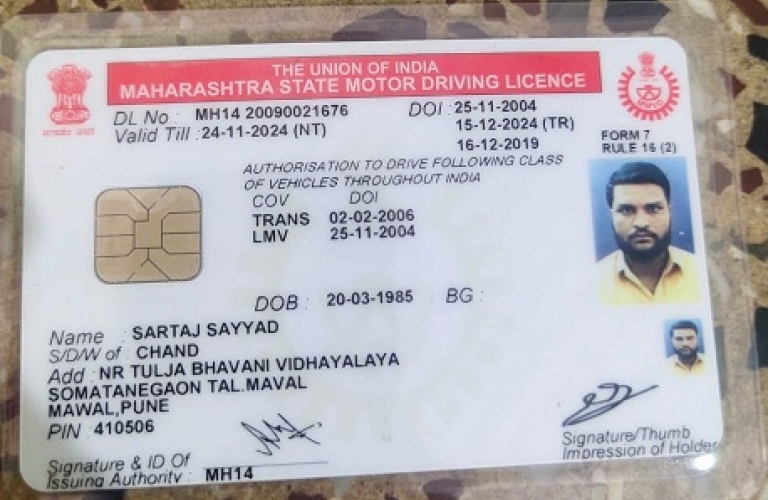 THE UNION OF INDIA
MAHARASHTRA STATE MOTOR DRIVING LICENCE
DL No : MH14 20090021676 DOI : 25-11-2004
Valid Till : 24-11-2024 (NT) 15-12-2024 (TR)
16-12-2019
FORM 7
RULE 16 (2)
AUTHORISATION TO DRIVE FOLLOWING CLASS
OF VEHICLES THROUGHOUT INDIA
COV DOI
TRANS 02-02-2006
LMV 25-11-2004
DOB : 20-03-1985 BG :
Name : SARTAJ SAYYAD
S/D/W of : CHAND
Add : NR TULJA BHAVANI VIDHAYALAYA
SOMATANEGAON TAL.MAVAL
MAWAL,PUNE
PIN : 410506
Signature & ID Of
Issuing Authority : MH14
Signature/Thumb
Impression of Holder